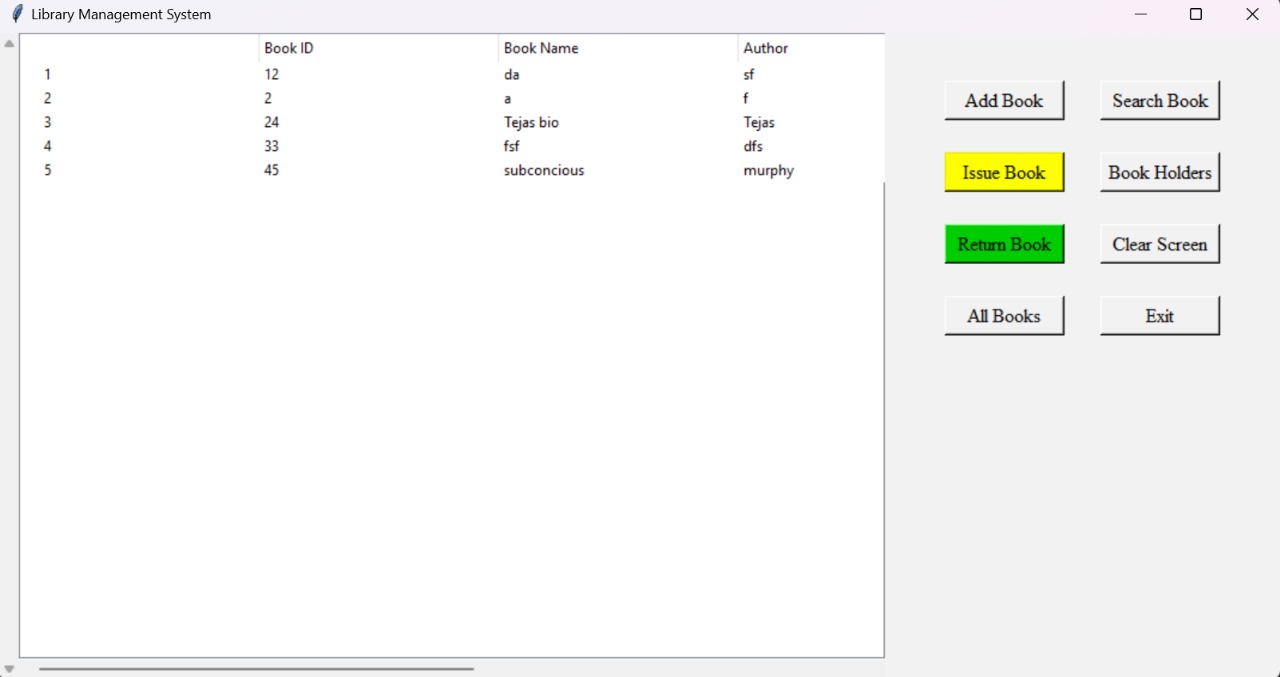 Library Management System
Book ID Book Name Author
1 12 da sf
2 2 a f
3 24 Tejas bio Tejas
4 33 fsf dfs
5 45 subconcious murphy
Add Book Search Book
Issue Book Book Holders
Return Book Clear Screen
All Books Exit